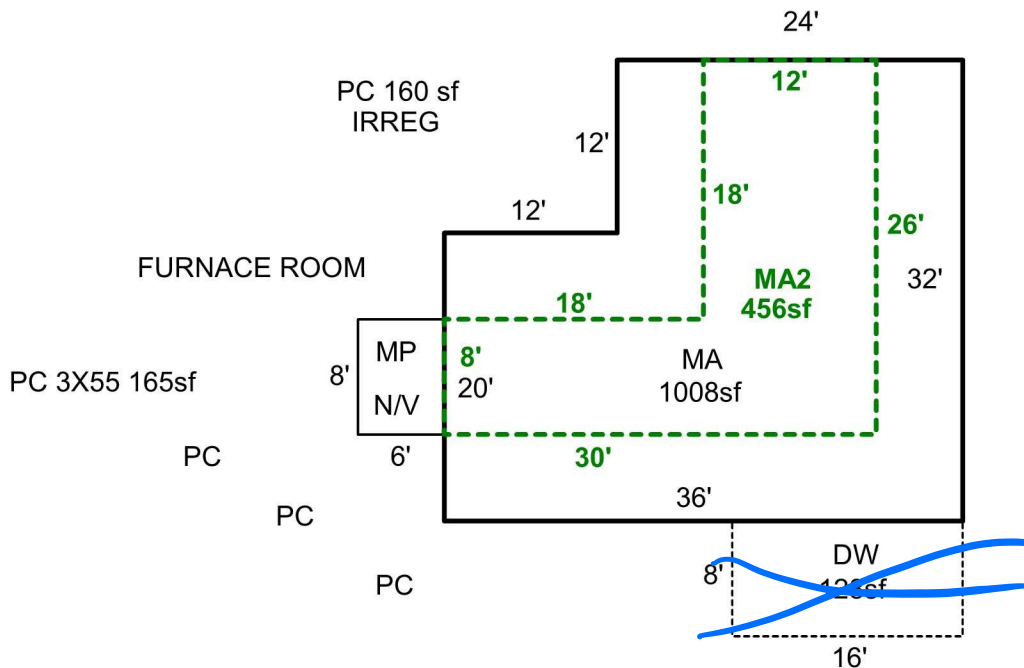 24'
12'
PC 160 sf
IRREG
12'
18'
12'
26'
FURNACE ROOM
32'
MA2
456sf
18'
MP
8'
8'
MA
PC 3X55 165sf
20'
1008sf
N/V
PC
6'
30'
36'
PC
DW
8'
PC
16'